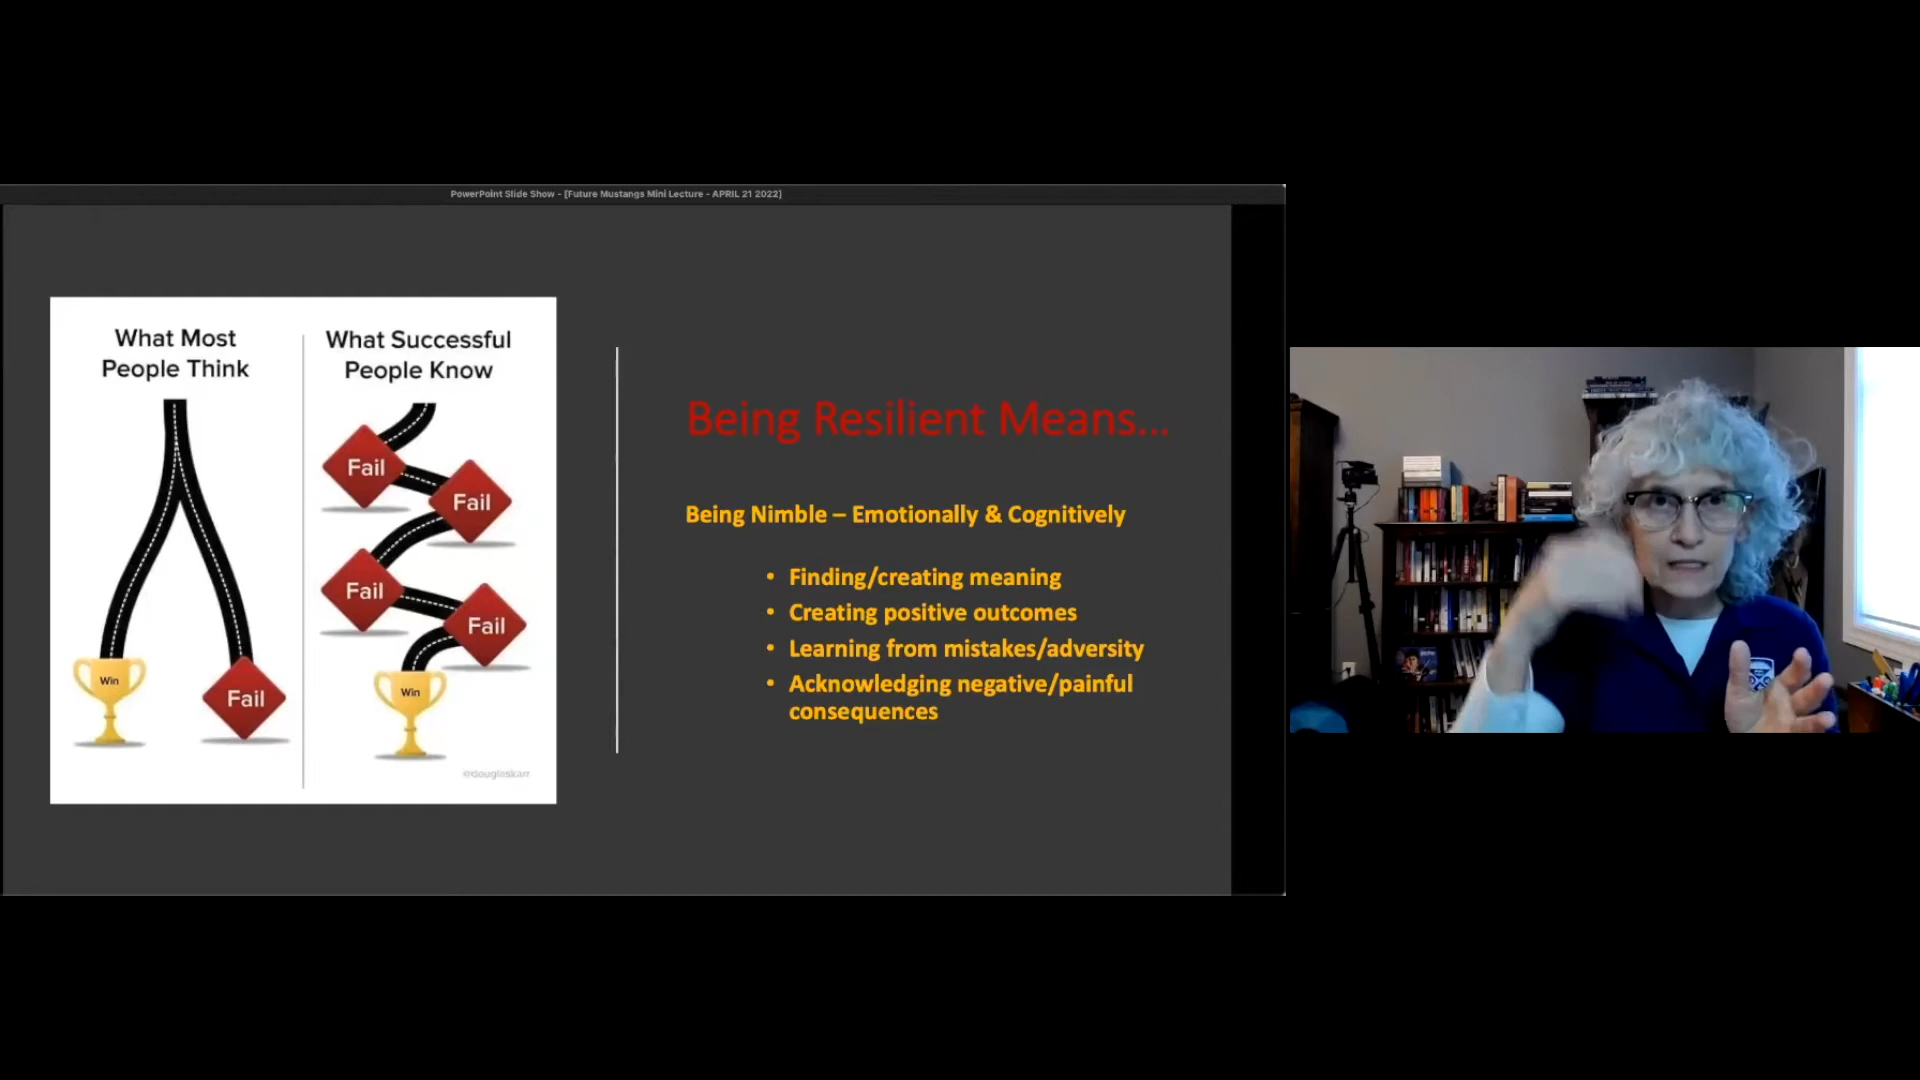 PowerPoint Slide Show - [Future Mustangs Mini Lecture - APRIL 21 2022]
What Most
People Think
Win
Fail
What Successful
People Know
Fail
Fail
Fail
Fail
Win
@douglaskarr
Being Resilient Means...
Being Nimble – Emotionally & Cognitively
• Finding/creating meaning
• Creating positive outcomes
• Learning from mistakes/adversity
• Acknowledging negative/painful
consequences